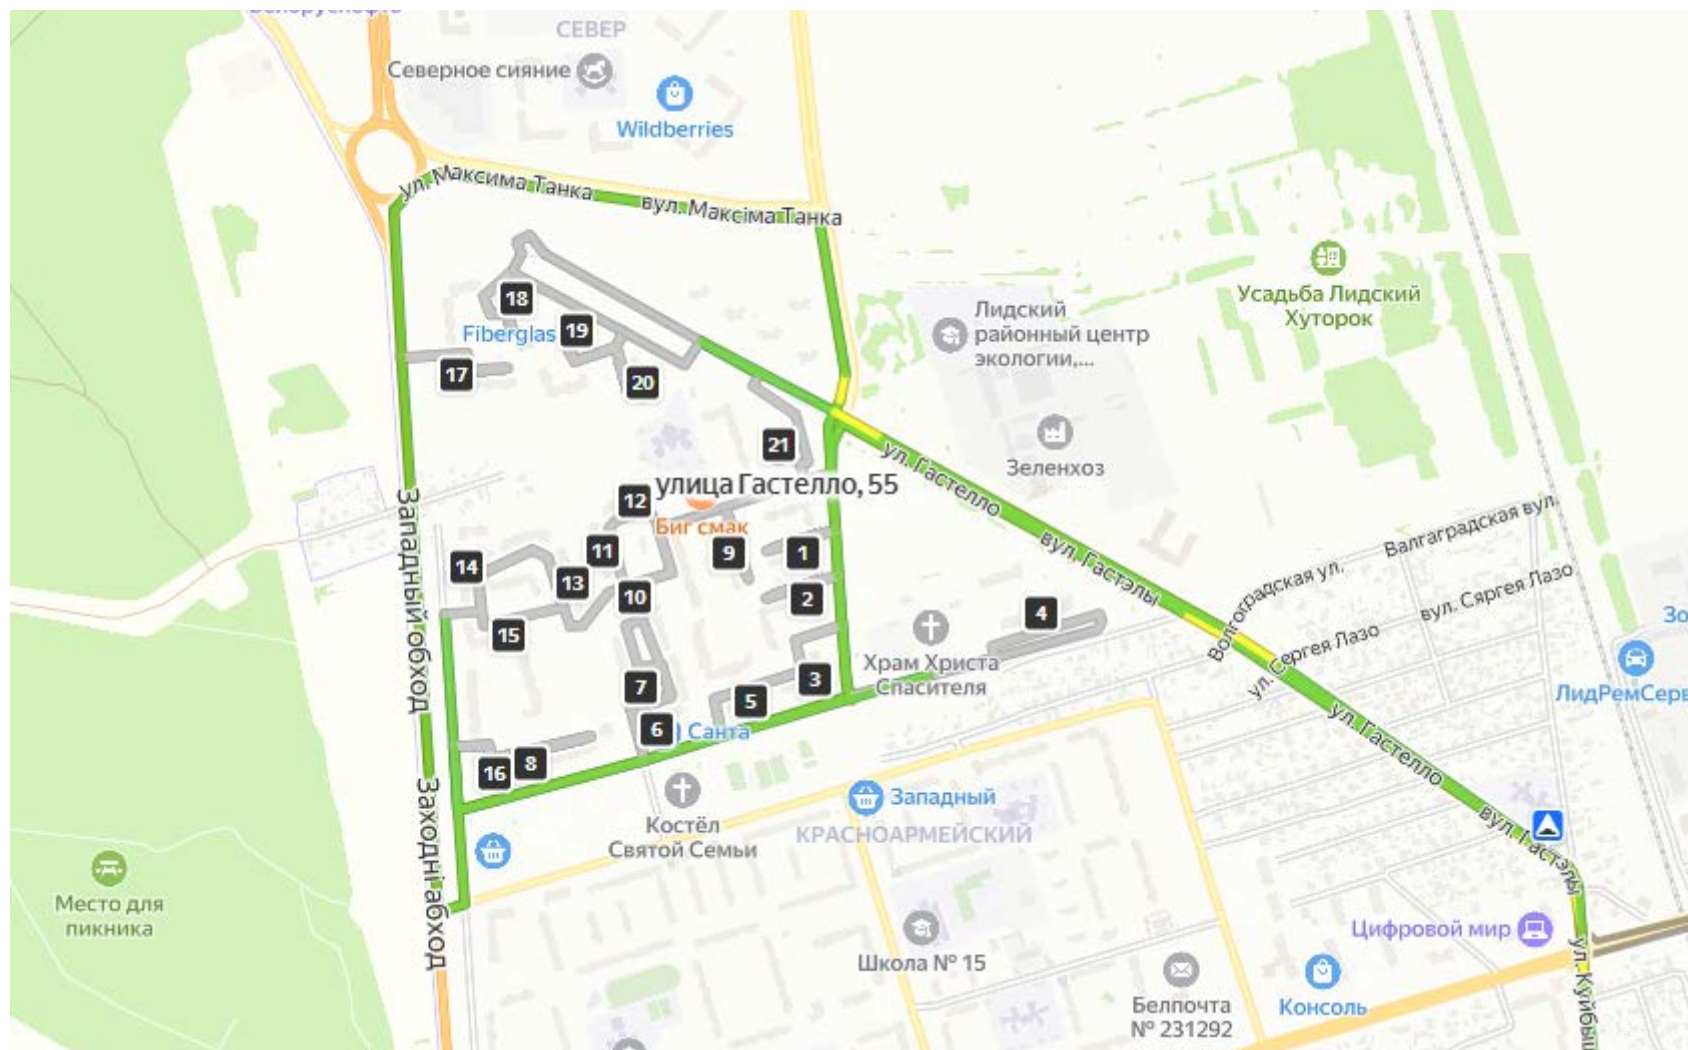 Белоруснефть
СЕВЕР
Северное сияние
Wildberries
ул. Максима Танка
вул. Максіма Танка
Усадьба Лидский
Хуторок
Лидский
районный центр
экологии,...
18
Fiberglas
19
17
20
Зеленхоз
21
улица Гастелло, 55
12
Биг смак
ул. Гастелло
вул. Гастэлы
Валгаградская вул.
Волгоградская ул.
вул. Сяргея Лазо
ул. Сергея Лазо
Западный обход
14
11
9
1
13
10
2
15
4
Храм Христа
Спасителя
7
3
5
6
Санта
16
8
Зо
ЛидРемСерв
ул. Гастелло
вул. Гастэлы
Заходні абход
Костёл
Святой Семьи
Западный
КРАСНОАРМЕЙСКИЙ
Место для
пикника
Школа № 15
Цифровой мир
Консоль
Белпочта
№ 231292
ул. Куйбыш